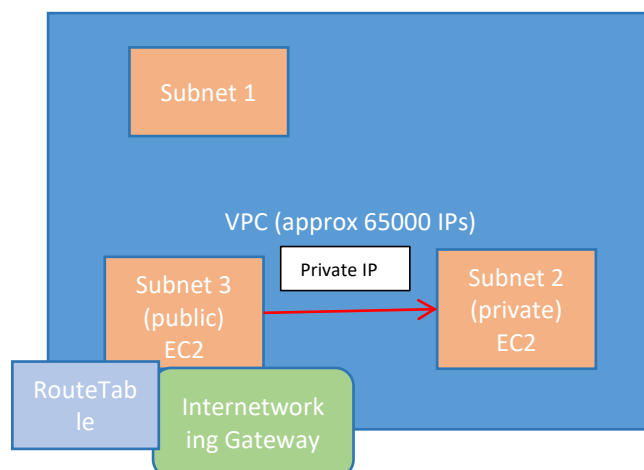 Subnet 1
VPC (approx 65000 IPs)
Private IP
Subnet 3
(public)
EC2
Subnet 2
(private)
EC2
RouteTab
le
Internetwork
ing Gateway